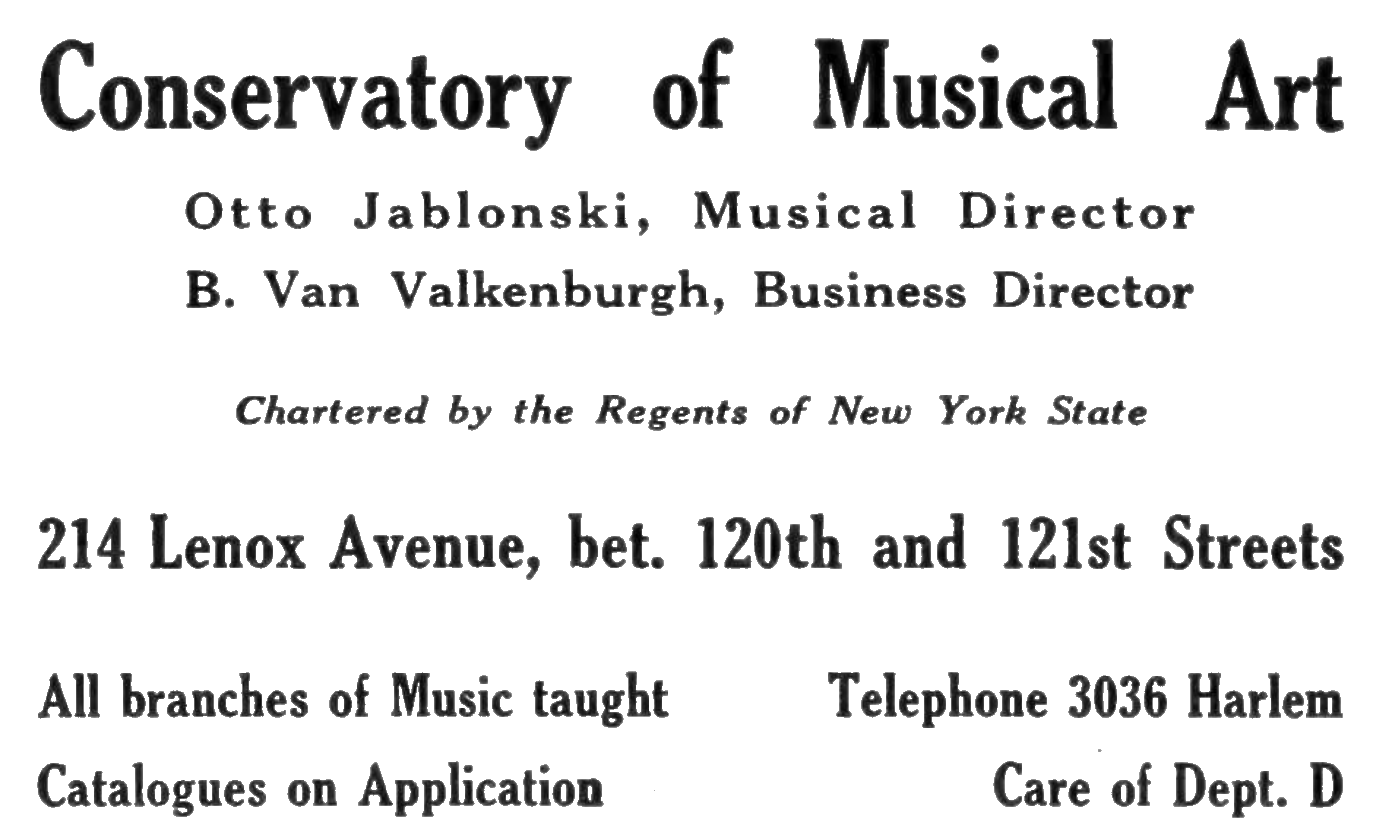 Conservatory of Musical Art
Otto Jablonski, Musical Director
B. Van Valkenburgh, Business Director
Chartered by the Regents of New York State
214 Lenox Avenue, bet. 120th and 121st Streets
All branches of Music taught
Telephone 3036 Harlem
Catalogues on Application
Care of Dept. D